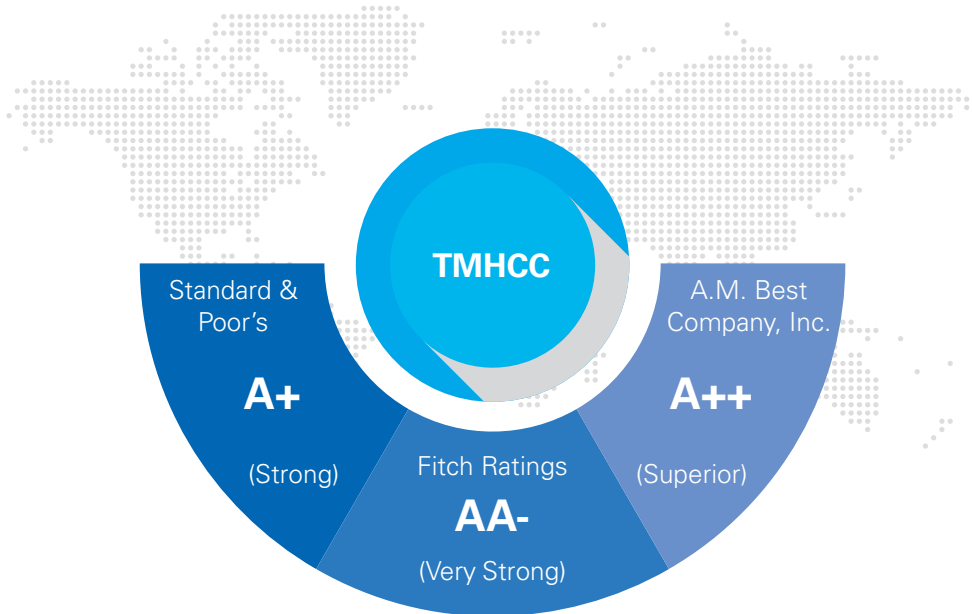 TMHCC
Standard &
Poor’s
A+
(Strong)
Fitch Ratings
AA-
(Very Strong)
A.M. Best
Company, Inc.
A++
(Superior)